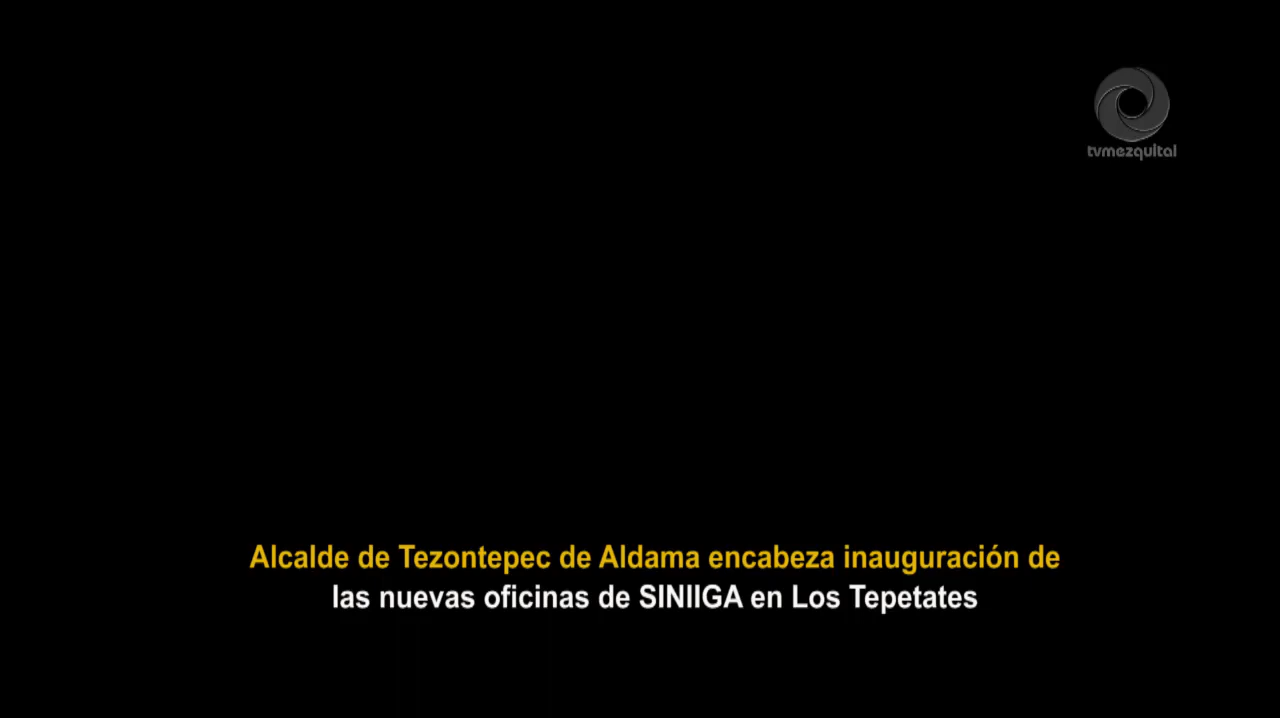 tvmezquital
Alcalde de Tezontepec de Aldama encabeza inauguración de
las nuevas oficinas de SINIIGA en Los Tepetates